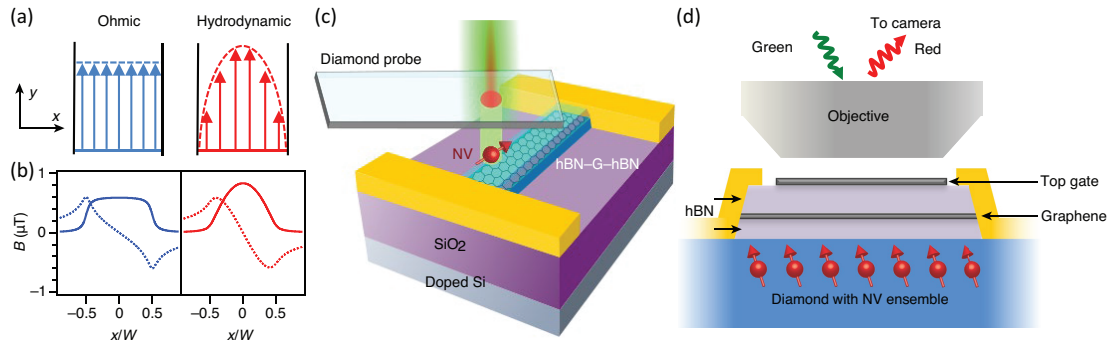 (a)
Ohmic
Hydrodynamic
y
x
(b)
B (μT)
1
0
−1
−0.5
0
0.5
−0.5
0
0.5
x/W
x/W
(c)
Diamond probe
NV
hBN–G–hBN
SiO2
Doped Si
(d)
Green
To camera
Red
Objective
Top gate
hBN
Graphene
Diamond with NV ensemble